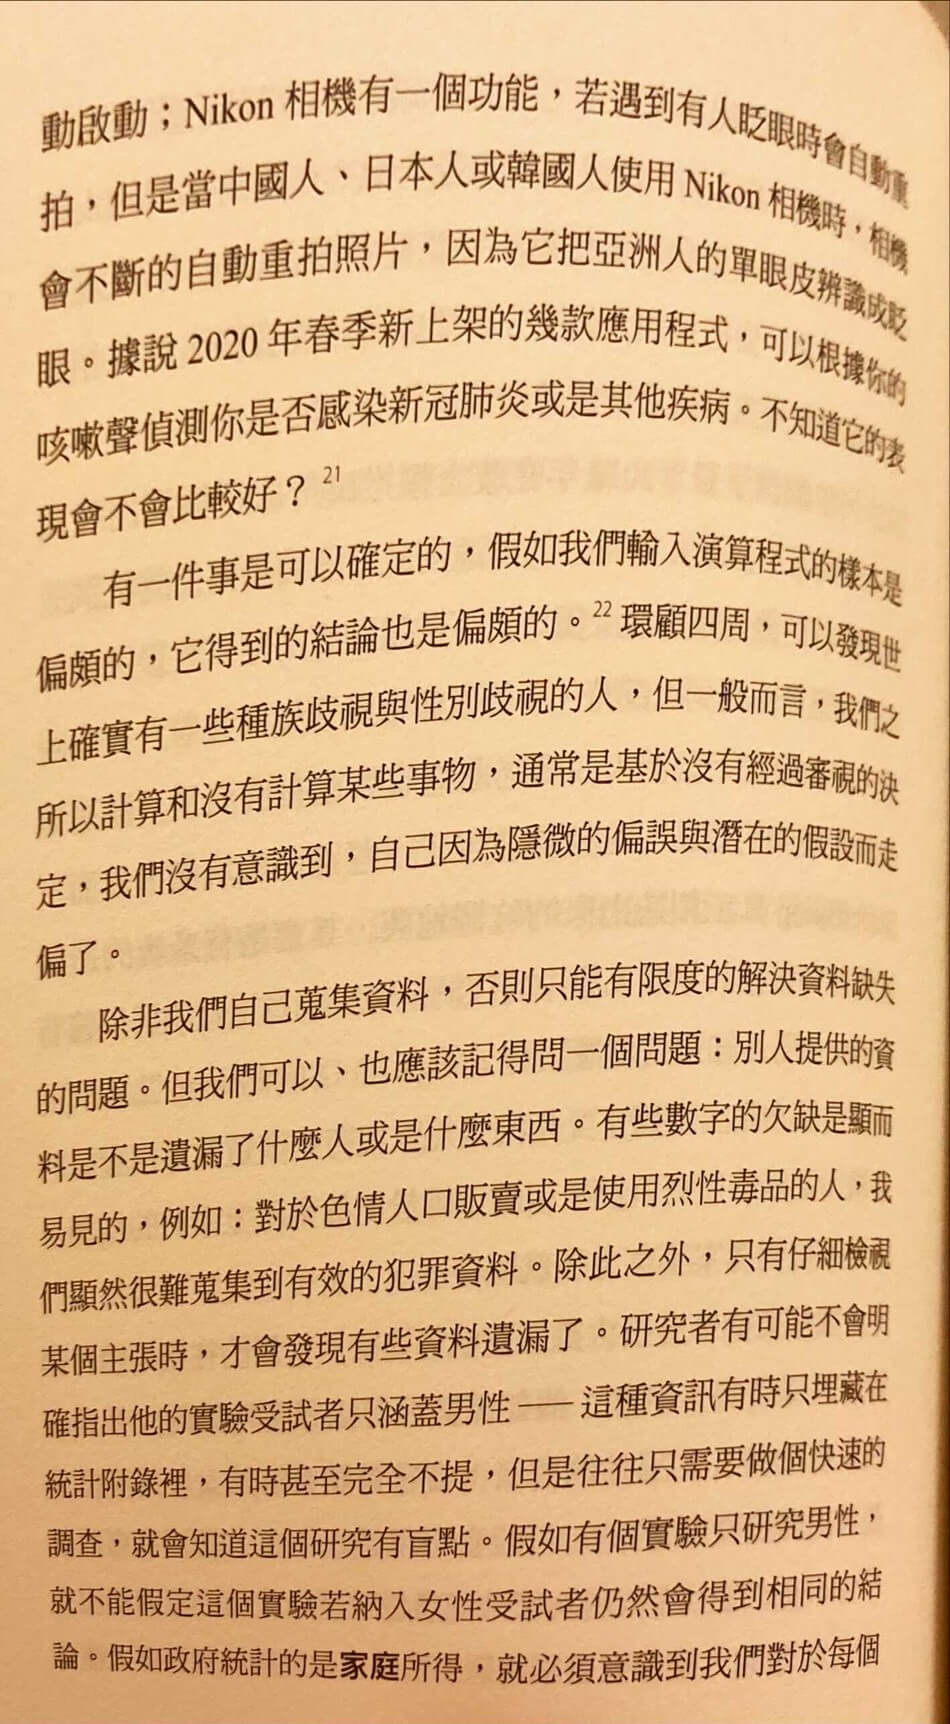 動啟動；Nikon 相機有一個功能，若遇到有人眨眼時會自動重
拍，但是當中國人、日本人或韓國人使用 Nikon 相機時，相機
會不斷的自動重拍照片，因為它把亞洲人的單眼皮辨識成眨
眼。據說 2020 年春季新上架的幾款應用程式，可以根據你的
咳嗽聲偵測你是否感染新冠肺炎或是其他疾病。不知道它的表
現會不會比較好？ 21
有一件事是可以確定的，假如我們輸入演算程式的樣本是
偏頗的，它得到的結論也是偏頗的。22 環顧四周，可以發現世
上確實有一些種族歧視與性別歧視的人，但一般而言，我們之
所以計算和沒有計算某些事物，通常是基於沒有經過審視的決
定，我們沒有意識到，自己因為隱微的偏誤與潛在的假設而走
偏了。
除非我們自己蒐集資料，否則只能有限度的解決資料缺失
的問題。但我們可以、也應該記得問一個問題：別人提供的資
料是不是遺漏了什麼人或是什麼東西。有些數字的欠缺是顯而
易見的，例如：對於色情人口販賣或是使用烈性毒品的人，我
們顯然很難蒐集到有效的犯罪資料。除此之外，只有仔細檢視
某個主張時，才會發現有些資料遺漏了。研究者有可能不會明
確指出他的實驗受試者只涵蓋男性——這種資訊有時只埋藏在
統計附錄裡，有時甚至完全不提，但是往往只需要做個快速的
調查，就會知道這個研究有盲點。假如有個實驗只研究男性，
就不能假定這個實驗若納入女性受試者仍然會得到相同的結
論。假如政府統計的是家庭所得，就必須意識到我們對於每個